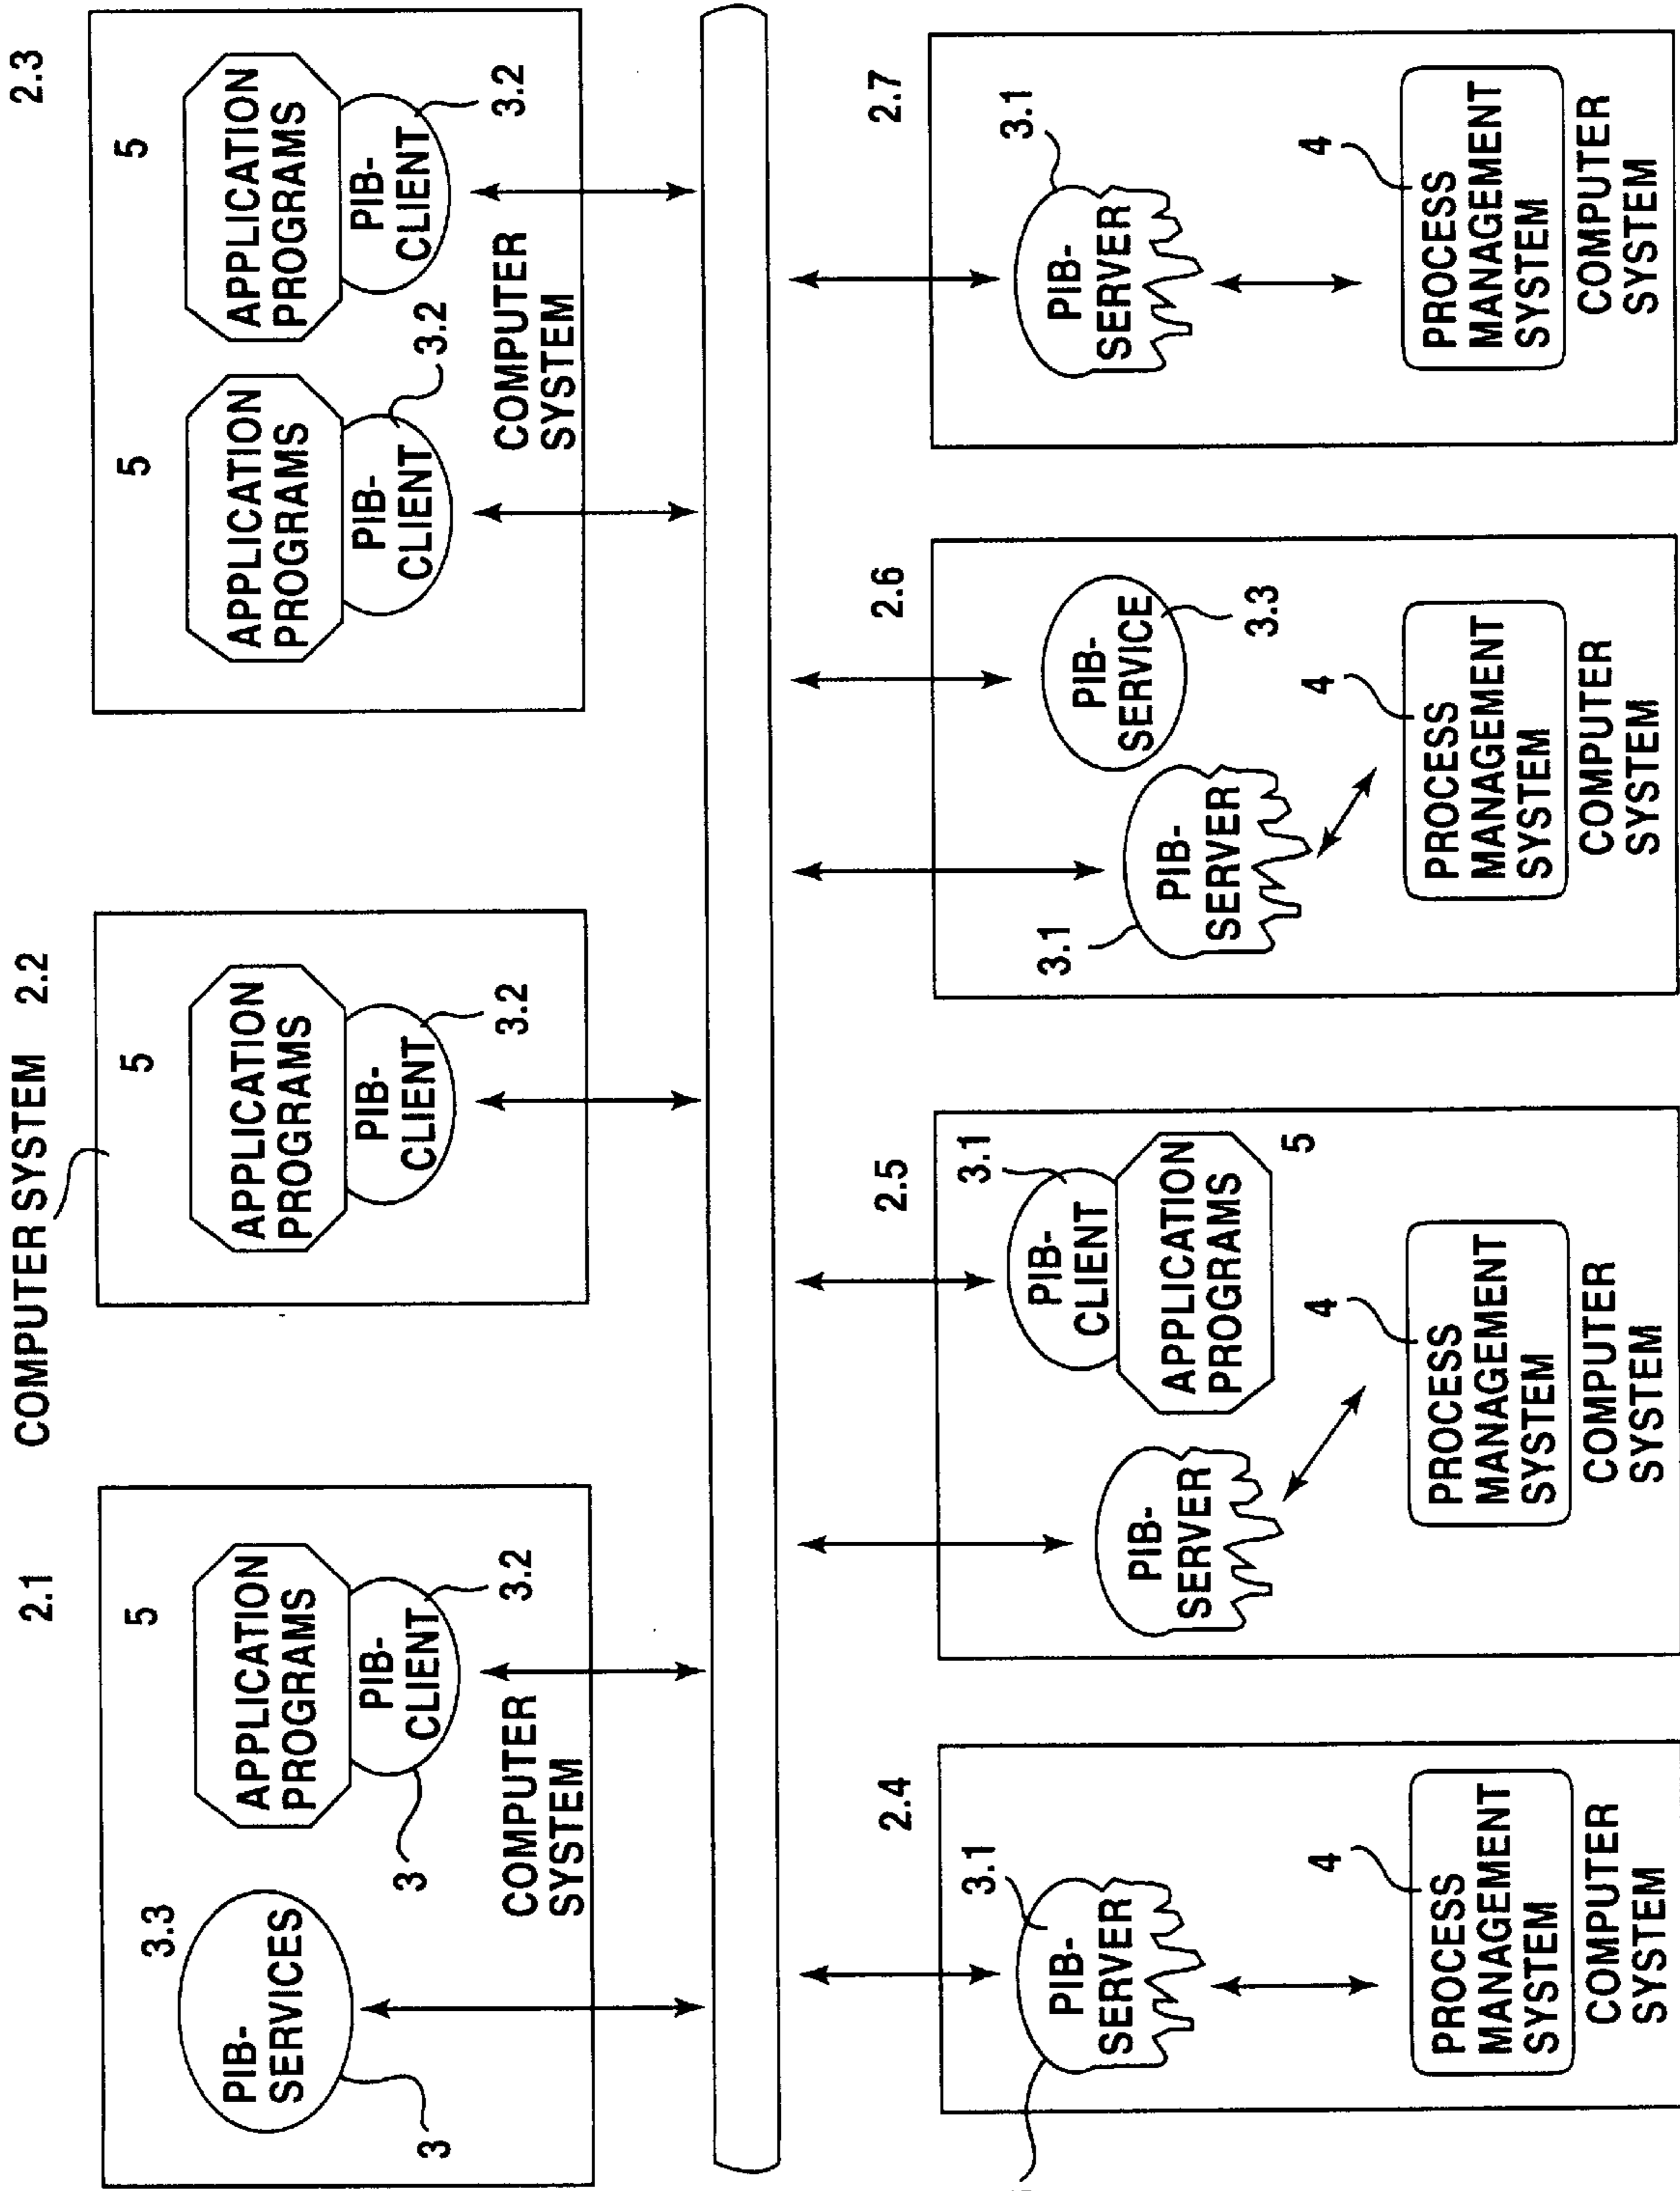 2.1
3.3
PIB-
SERVICES
3
5
APPLICATION
PROGRAMS
PIB-
CLIENT
3
3.2
COMPUTER
SYSTEM
COMPUTER SYSTEM
2.2
5
APPLICATION
PROGRAMS
PIB-
CLIENT
3.2
2.3
5
APPLICATION
PROGRAMS
PIB-
CLIENT
3.2
5
APPLICATION
PROGRAMS
PIB-
CLIENT
3.2
COMPUTER
SYSTEM
2.4
3.1
PIB-
SERVER
4
PROCESS
MANAGEMENT
SYSTEM
COMPUTER
SYSTEM
2.5
PIB-
SERVER
3.1
PIB-
CLIENT
APPLICATION
PROGRAMS
5
4
PROCESS
MANAGEMENT
SYSTEM
COMPUTER
SYSTEM
2.6
3.1
PIB-
SERVER
PIB-
SERVICE
3.3
4
PROCESS
MANAGEMENT
SYSTEM
COMPUTER
SYSTEM
2.7
3.1
PIB-
SERVER
4
PROCESS
MANAGEMENT
SYSTEM
COMPUTER
SYSTEM